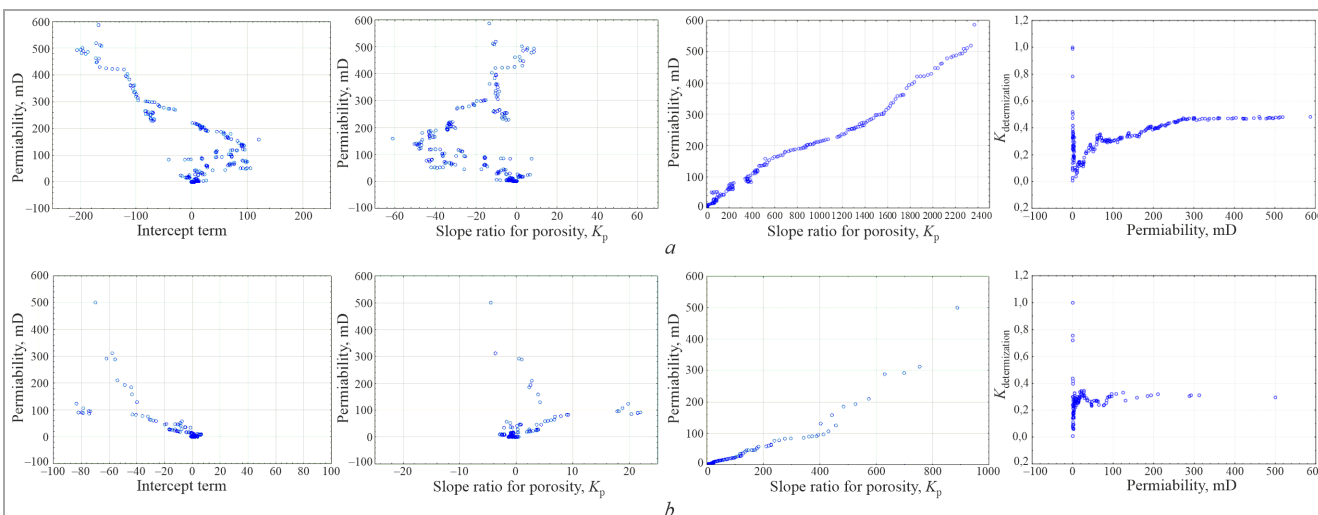 600
500
400
300
200
100
0
−100
Permiability, mD
−200 −100 0 100 200
Intercept term
600
500
400
300
200
100
0
−100
Permiability, mD
−60 −40 −20 0 20 40 60
Slope ratio for porosity, Kp
600
500
400
300
200
100
0
Permiability, mD
0 200 400 600 800 1000 1200 1400 1600 1800 2000 2200 2400
Slope ratio for porosity, Kp
1,2
1,0
0,8
0,6
0,4
0,2
0,0
0,2
Kdetermization
−100 0 100 200 300 400 500 600
Permiability, mD
a
600
500
400
300
200
100
0
−100
Permiability, mD
−100 −80 −60 −40 −20 0 20 40 60 80 100
Intercept term
600
500
400
300
200
100
0
−100
Permiability, mD
−20 −10 0 10 20
Slope ratio for porosity, Kp
600
500
400
300
200
100
0
Permiability, mD
0 200 400 600 800 1000
Slope ratio for porosity, Kp
1,2
1,0
0,8
0,6
0,4
0,2
0,0
0,2
Kdetermization
−100 0 100 200 300 400 500 600
Permiability, mD
b